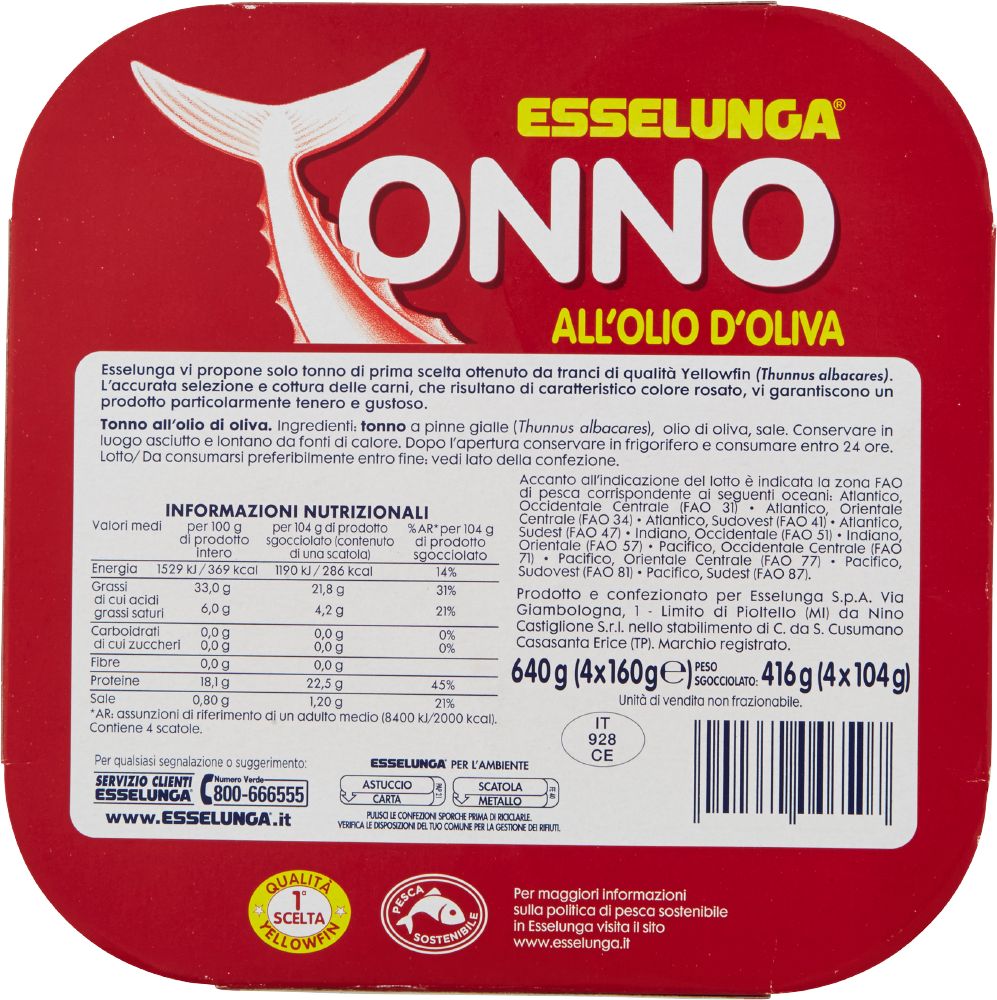 ESSELUNGA®
TONNO
ALL'OLIO D'OLIVA
Esselunga vi propone solo tonno di prima scelta ottenuto da tranci di qualità Yellowfin (Thunnus albacares).
L'accurata selezione e cottura delle carni, che risultano di caratteristico colore rosato, vi garantiscono un
prodotto particolarmente tenero e gustoso.
Tonno all'olio di oliva. Ingredienti: tonno a pinne gialle (Thunnus albacares), olio di oliva, sale. Conservare in
luogo asciutto e lontano da fonti di calore. Dopo l'apertura conservare in frigorifero e consumare entro 24 ore.
Lotto/ Da consumarsi preferibilmente entro fine: vedi lato della confezione.
INFORMAZIONI NUTRIZIONALI
Valori medi per 100 g di prodotto intero per 104 g di prodotto sgocciolato (contenuto di una scatola) %AR* per 104 g di prodotto sgocciolato
Energia 1529 kJ / 369 kcal 1190 kJ / 286 kcal 14%
Grassi 33,0 g 21,8 g 31%
di cui acidi grassi saturi 6,0 g 4,2 g 21%
Carboidrati 0,0 g 0,0 g 0%
di cui zuccheri 0,0 g 0,0 g 0%
Fibre 0,0 g 0,0 g
Proteine 18,1 g 22,5 g 45%
Sale 0,80 g 1,20 g 21%
*AR: assunzioni di riferimento di un adulto medio (8400 kJ/2000 kcal).
Contiene 4 scatole.
Accanto all'indicazione del lotto è indicata la zona FAO
di pesca corrispondente ai seguenti oceani: Atlantico,
Occidentale Centrale (FAO 31) • Atlantico, Orientale
Centrale (FAO 34) • Atlantico, Sudovest (FAO 41) • Atlantico,
Sudest (FAO 47) • Indiano, Occidentale (FAO 51) • Indiano,
Orientale (FAO 57) • Pacifico, Occidentale Centrale (FAO
71) • Pacifico, Orientale Centrale (FAO 77) • Pacifico,
Sudovest (FAO 81) • Pacifico, Sudest (FAO 87).
Prodotto e confezionato per Esselunga S.p.A. Via
Giambologna, 1 - Limito di Pioltello (MI) da Nino
Castiglione S.r.l. nello stabilimento di C. da S. Cusumano
Casasanta Erice (TP). Marchio registrato.
640 g (4x160g℮) PESO SGOCCIOLATO: 416 g (4x104 g)
Unità di vendita non frazionabile.
IT
928
CE
Per qualsiasi segnalazione o suggerimento:
SERVIZIO CLIENTI
ESSELUNGA®
Numero Verde
800-666555
www.ESSELUNGA.it
ESSELUNGA® PER L'AMBIENTE
ASTUCCIO
CARTA
SCATOLA
METALLO
PULISCI LE CONFEZIONI SPORCHE PRIMA DI RICICLARLE.
VERIFICA LE DISPOSIZIONI DEL TUO COMUNE PER LA GESTIONE DEI RIFIUTI.
QUALITÀ
1°
SCELTA
YELLOWFIN
PESCA
SOSTENIBILE
Per maggiori informazioni
sulla politica di pesca sostenibile
in Esselunga visita il sito
www.esselunga.it